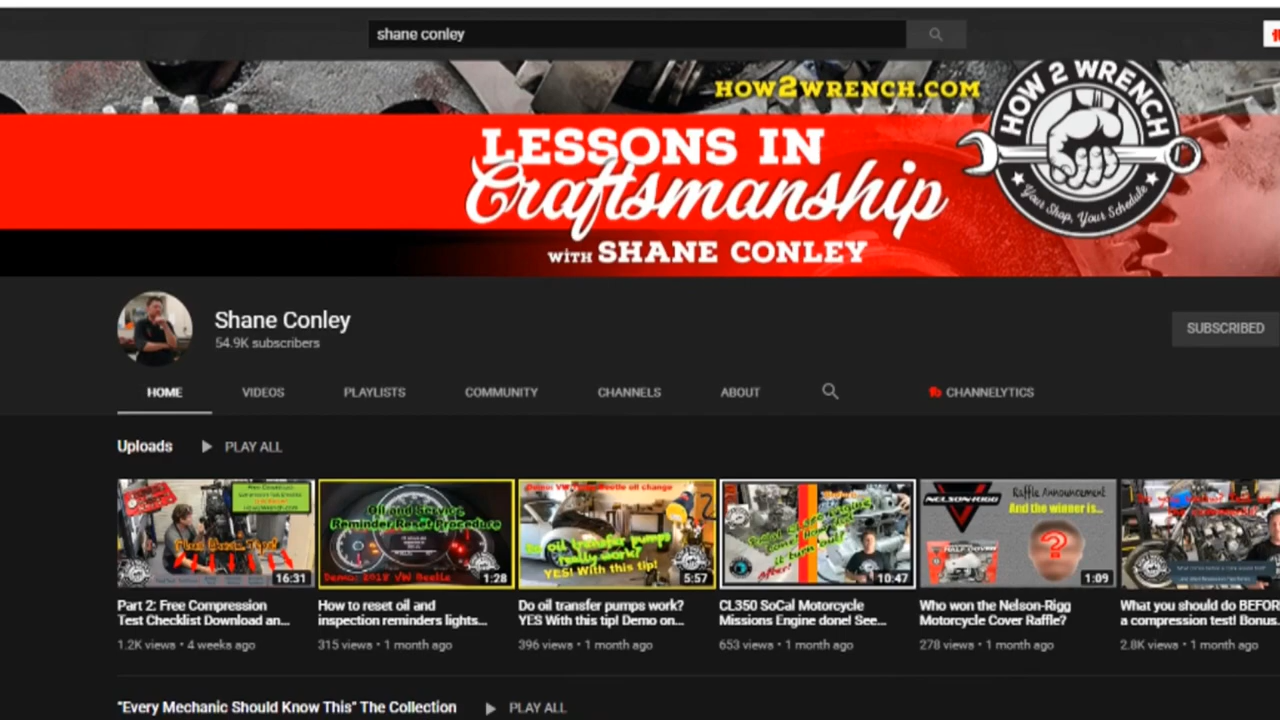 shane conley
HOW2WRENCH.COM
HOW 2 WRENCH
Your Shop, Your Schedule
LESSONS IN
Craftsmanship
WITH SHANE CONLEY
Shane Conley
54.9K subscribers
SUBSCRIBED
HOME VIDEOS PLAYLISTS COMMUNITY CHANNELS ABOUT CHANNELYTICS
Uploads PLAY ALL
16:31
Oil and Service
Reminder Reset Procedure
Demo: 2018 VW Beetle
1:28
Demo: VW Beetle oil change
Do oil transfer pumps
really work?
YES! With this tip!
5:57
10:47
NELSON-RIGG
Raffle Announcement
And the winner is...
HALF COVER
?
1:09
Part 2: Free Compression
Test Checklist Download an...
1.2K views • 4 weeks ago
How to reset oil and
inspection reminders lights...
315 views • 1 month ago
Do oil transfer pumps work?
YES With this tip! Demo on...
396 views • 1 month ago
CL350 SoCal Motorcycle
Missions Engine done! See...
653 views • 1 month ago
Who won the Nelson-Rigg
Motorcycle Cover Raffle?
278 views • 1 month ago
What you should do BEFOR
a compression test! Bonus.
2.8K views • 1 month ago
"Every Mechanic Should Know This" The Collection PLAY ALL